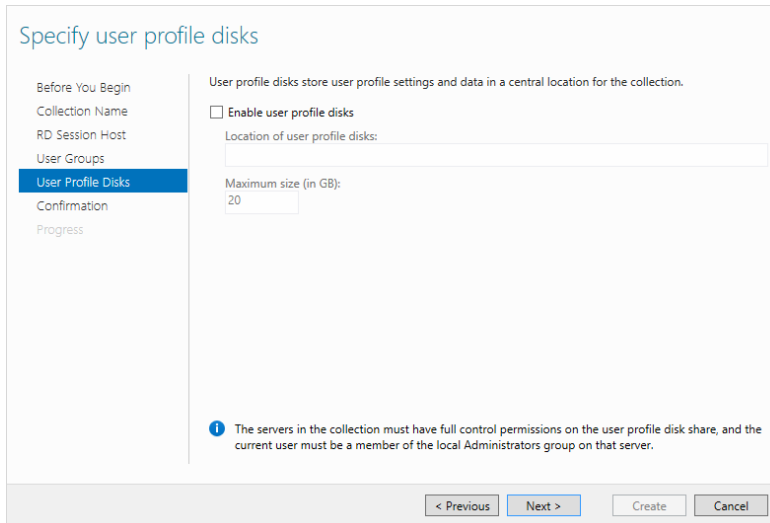 Specify user profile disks
Before You Begin
Collection Name
RD Session Host
User Groups
User Profile Disks
Confirmation
Progress
User profile disks store user profile settings and data in a central location for the collection.
Enable user profile disks
Location of user profile disks:
Maximum size (in GB):
20
The servers in the collection must have full control permissions on the user profile disk share, and the
current user must be a member of the local Administrators group on that server.
< Previous
Next >
Create
Cancel